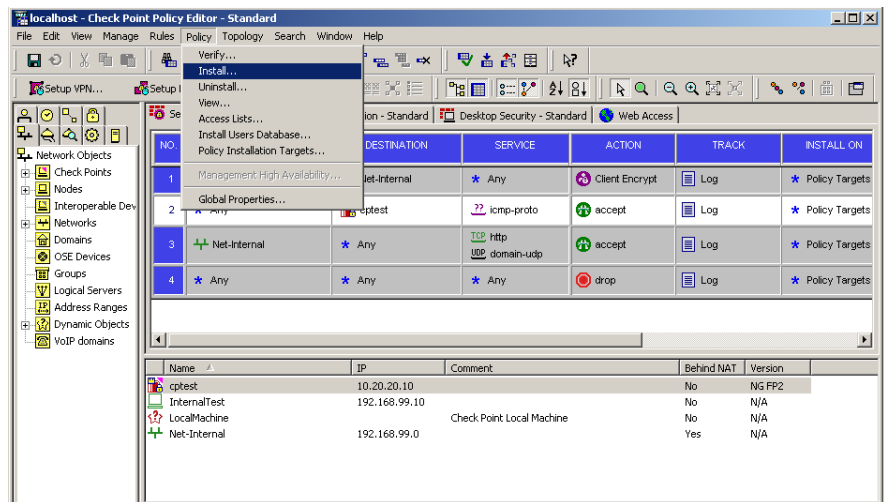 localhost - Check Point Policy Editor - Standard
File Edit View Manage Rules Policy Topology Search Window Help
Verify...
Install...
Uninstall...
View...
Access Lists...
Install Users Database...
Policy Installation Targets...
Management High Availability...
Global Properties...
Setup VPN...
Setup
Se
ion - Standard
Desktop Security - Standard
Web Access
NO. DESTINATION SERVICE ACTION TRACK INSTALL ON
1 Net-Internal Any Client Encrypt Log Policy Targets
2 Any cptest icmp-proto accept Log Policy Targets
3 Net-Internal Any TCP http UDP domain-udp accept Log Policy Targets
4 Any Any Any drop Log Policy Targets
Network Objects
Check Points
Nodes
Interoperable Dev
Networks
Domains
OSE Devices
Groups
Logical Servers
Address Ranges
Dynamic Objects
VoIP domains
Name IP Comment Behind NAT Version
cptest 10.20.20.10 No NG FP2
InternalTest 192.168.99.10 No N/A
LocalMachine Check Point Local Machine No N/A
Net-Internal 192.168.99.0 Yes N/A